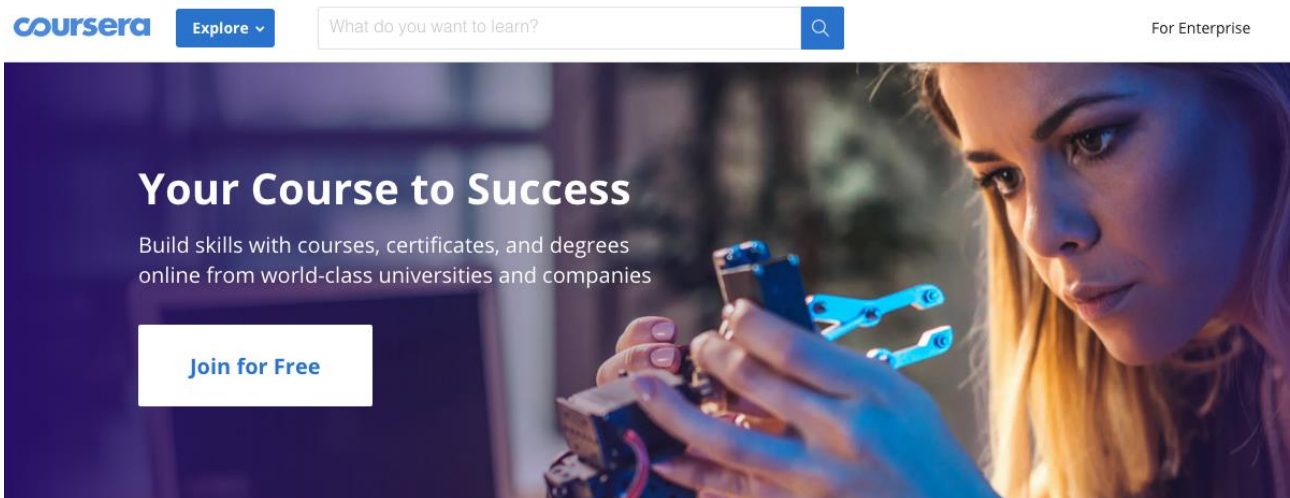 coursera
Explore
What do you want to learn?
For Enterprise
Your Course to Success
Build skills with courses, certificates, and degrees
online from world-class universities and companies
Join for Free